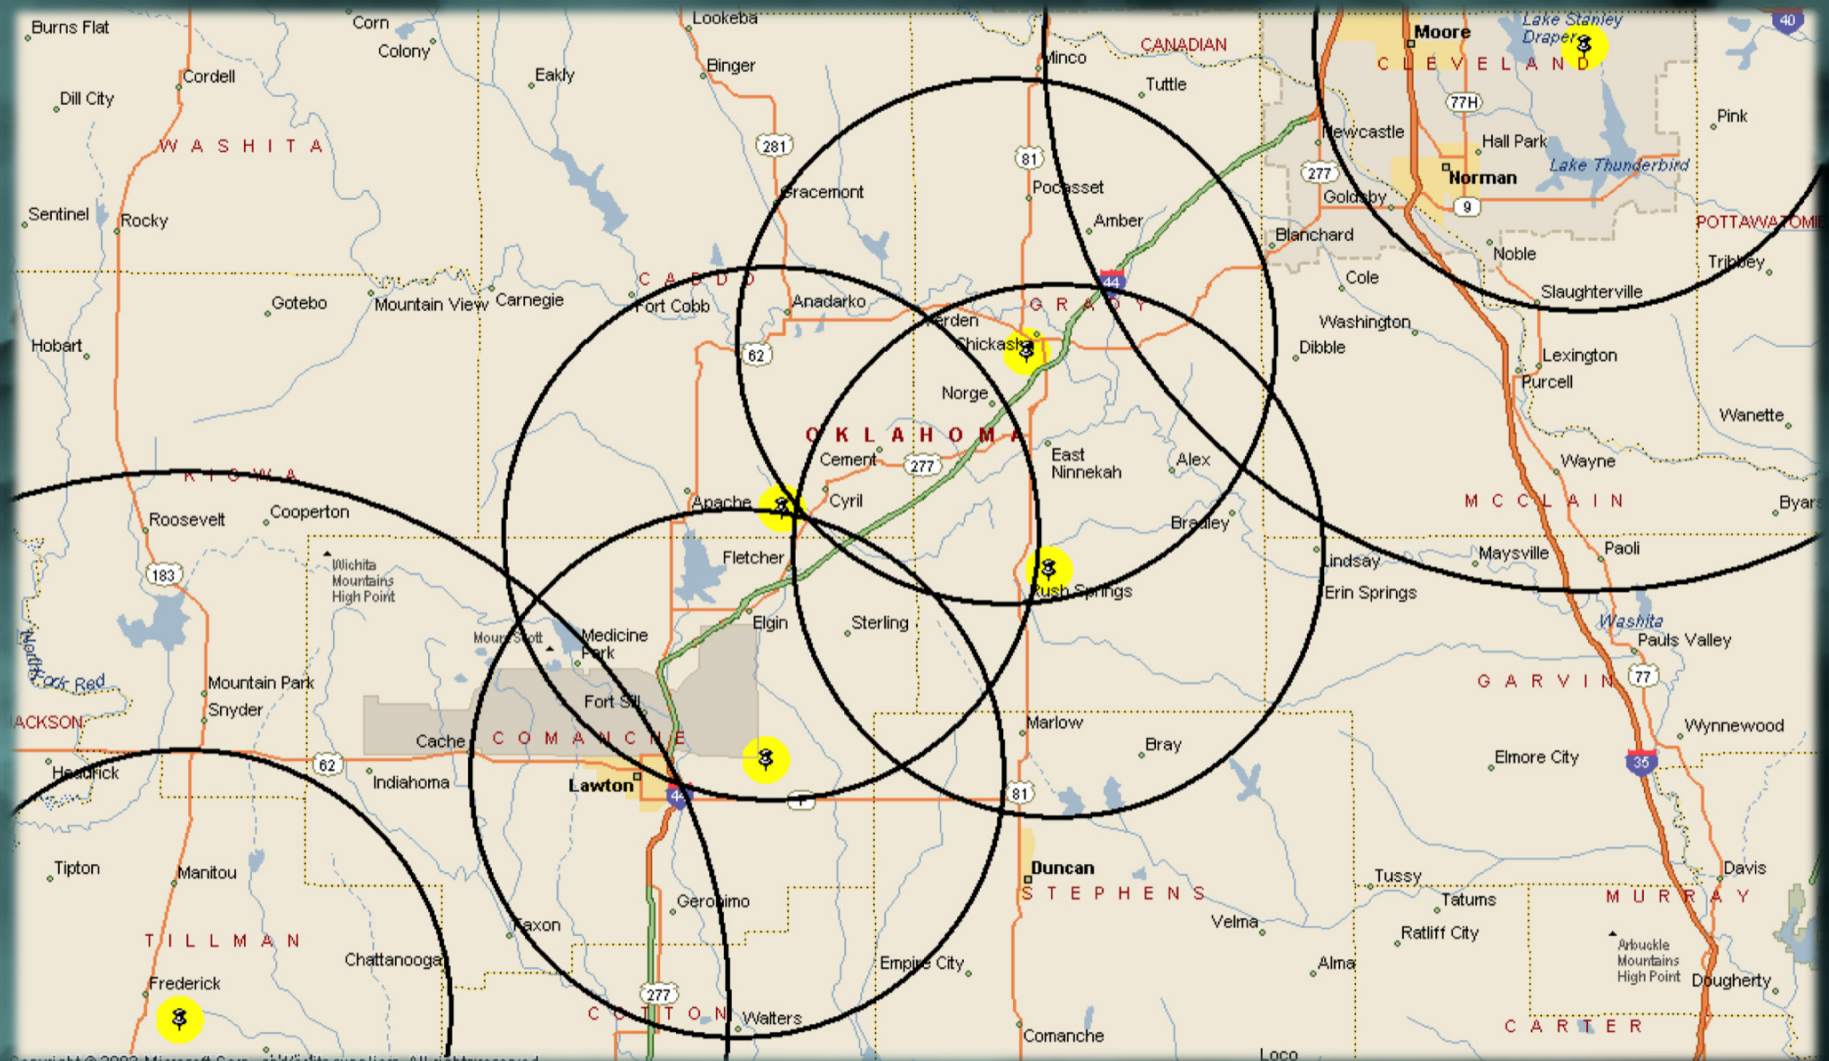 Burns Flat
Corn
Colony
Lookeba
Eakly
Binger
Minco
CANADIAN
Tuttle
Moore
Lake Stanley
Draper
CLEVELAND
40
Cordell
Dill City
77H
Pink
WASHITA
281
81
Newcastle
Hall Park
Lake Thunderbird
277
Norman
Gracemont
Pocasset
Goldsby
9
Sentinel
Rocky
Amber
Blanchard
POTTAWATOMIE
Noble
Tribbey
CADDO
44
Cole
Slaughterville
Gotebo
Mountain View
Carnegie
Fort Cobb
Anadarko
GRADY
Verden
Washington
Hobart
62
Chickasha
Dibble
Lexington
Purcell
Norge
Wanette
OKLAHOMA
Cement
277
East
Ninnekah
Alex
Wayne
KIOWA
MCCLAIN
Apache
Cyril
Byars
Roosevelt
Cooperton
Bradley
Fletcher
Lindsay
Maysville
Paoli
183
Wichita
Mountains
High Point
Rush Springs
Erin Springs
Elgin
Sterling
Washita
Mount Scott
Medicine
Park
Pauls Valley
North Fork Red
77
Mountain Park
GARVIN
Snyder
Fort Sill
JACKSON
Marlow
Wynnewood
Cache
COMANCHE
Bray
62
Elmore City
35
Headrick
Indiahoma
Lawton
44
81
Tipton
Manitou
Duncan
Tussy
Davis
STEPHENS
Tatums
MURRAY
Geronimo
Velma
Faxon
Ratliff City
TILLMAN
Arbuckle
Mountains
High Point
Chattanooga
Empire City
Alma
Dougherty
Frederick
277
COTTON
Walters
CARTER
Comanche
Loco